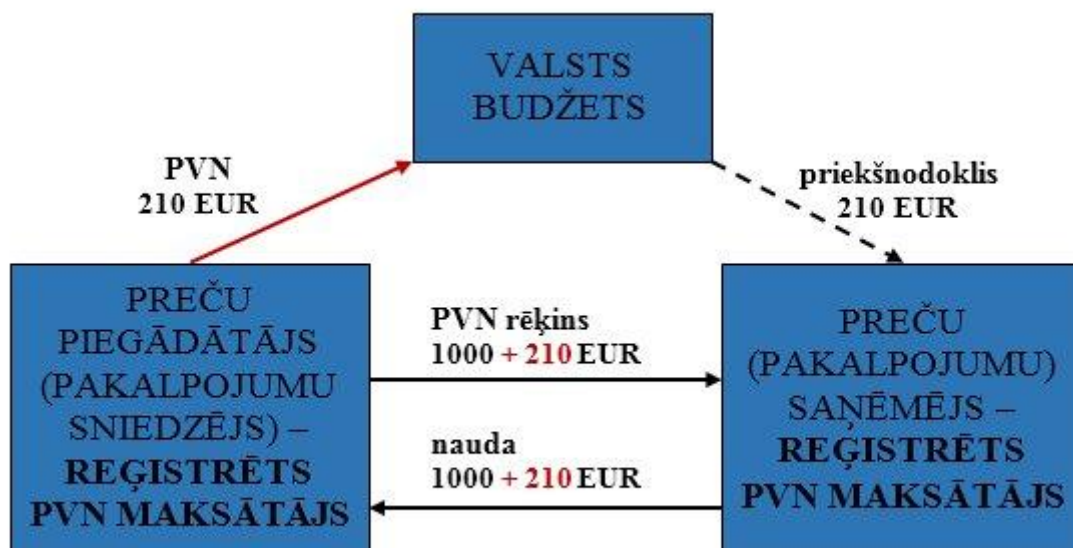 VALSTS
BUDŽETS
PVN
210 EUR
priekšnodoklis
210 EUR
PREČU
PIEGĀDĀTĀJS
(PAKALPOJUMU
SNIEDZĒJS) –
REĢISTRĒTS
PVN MAKSĀTĀJS
PVN rēķins
1000 + 210 EUR
nauda
1000 + 210 EUR
PREČU
(PAKALPOJUMU)
SAŅĒMĒJS –
REĢISTRĒTS
PVN MAKSĀTĀJS